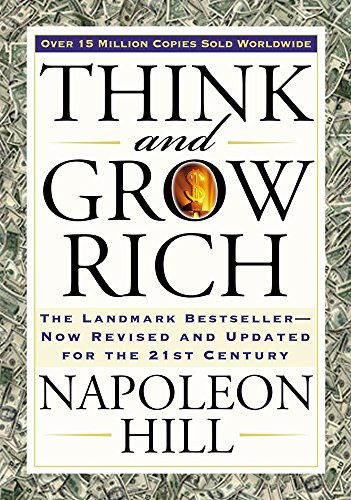 OVER 15 MILLION COPIES SOLD WORLDWIDE
THINK
and
GROW
RICH
THE LANDMARK BESTSELLER—
NOW REVISED AND UPDATED
FOR THE 21ST CENTURY
NAPOLEON
HILL